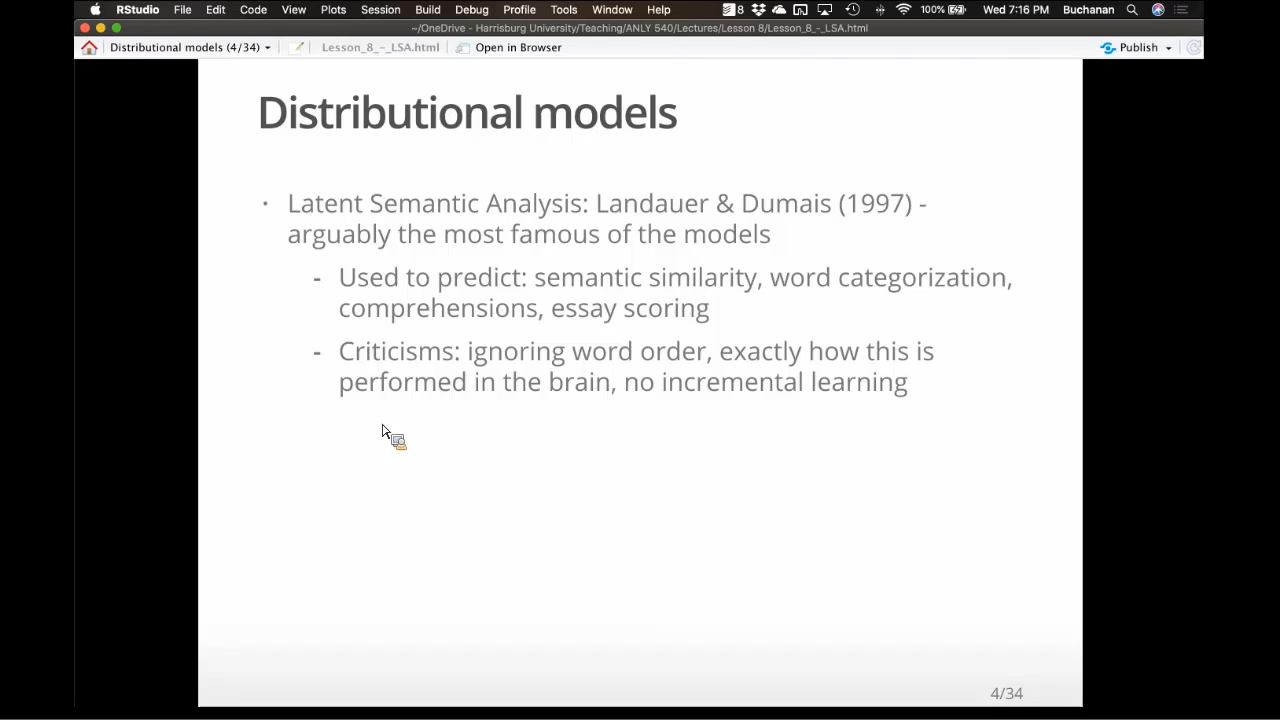 RStudio File Edit Code View Plots Session Build Debug Profile Tools Window Help 8 100% Wed 7:16 PM Buchanan
~/OneDrive - Harrisburg University/Teaching/ANLY 540/Lectures/Lesson 8/Lesson_8_-_LSA.html
Distributional models (4/34) Lesson_8_-_LSA.html Open in Browser Publish
Distributional models
· Latent Semantic Analysis: Landauer & Dumais (1997) -
arguably the most famous of the models
- Used to predict: semantic similarity, word categorization,
comprehensions, essay scoring
- Criticisms: ignoring word order, exactly how this is
performed in the brain, no incremental learning
4/34